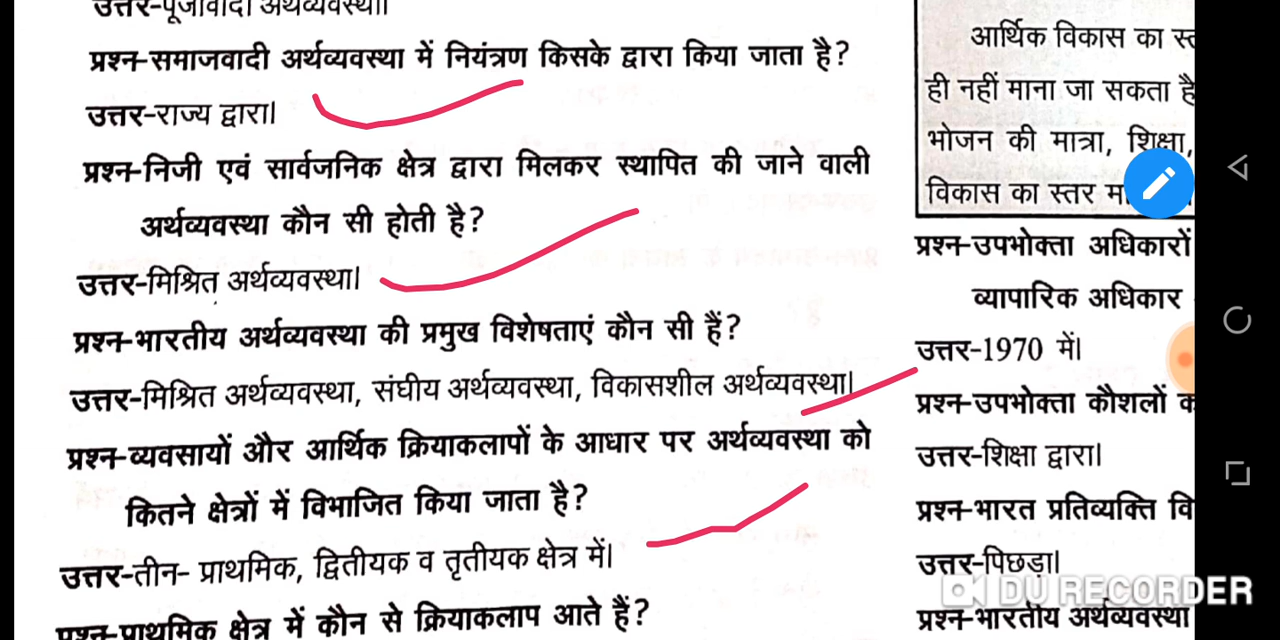 उत्तर-पूंजीवादी अर्थव्यवस्था।
प्रश्न-समाजवादी अर्थव्यवस्था में नियंत्रण किसके द्वारा किया जाता है?
उत्तर-राज्य द्वारा।
प्रश्न-निजी एवं सार्वजनिक क्षेत्र द्वारा मिलकर स्थापित की जाने वाली
अर्थव्यवस्था कौन सी होती है?
उत्तर-मिश्रित अर्थव्यवस्था।
प्रश्न-भारतीय अर्थव्यवस्था की प्रमुख विशेषताएं कौन सी हैं?
उत्तर-मिश्रित अर्थव्यवस्था, संघीय अर्थव्यवस्था, विकासशील अर्थव्यवस्था।
प्रश्न-व्यवसायों और आर्थिक क्रियाकलापों के आधार पर अर्थव्यवस्था को
कितने क्षेत्रों में विभाजित किया जाता है?
उत्तर-तीन- प्राथमिक, द्वितीयक व तृतीयक क्षेत्र में।
प्रश्न-प्राथमिक क्षेत्र में कौन से क्रियाकलाप आते हैं?
आर्थिक विकास का
ही नहीं माना जा सकता है
भोजन की मात्रा, शिक्षा,
विकास का स्तर
प्रश्न-उपभोक्ता अधिकारों
व्यापारिक अधिकार
उत्तर-1970 में।
प्रश्न-उपभोक्ता कौशलों
उत्तर-शिक्षा द्वारा।
प्रश्न-भारत प्रतिव्यक्ति
उत्तर-पिछड़ा।
प्रश्न-भारतीय अर्थव्यवस्था
DU RECORDER